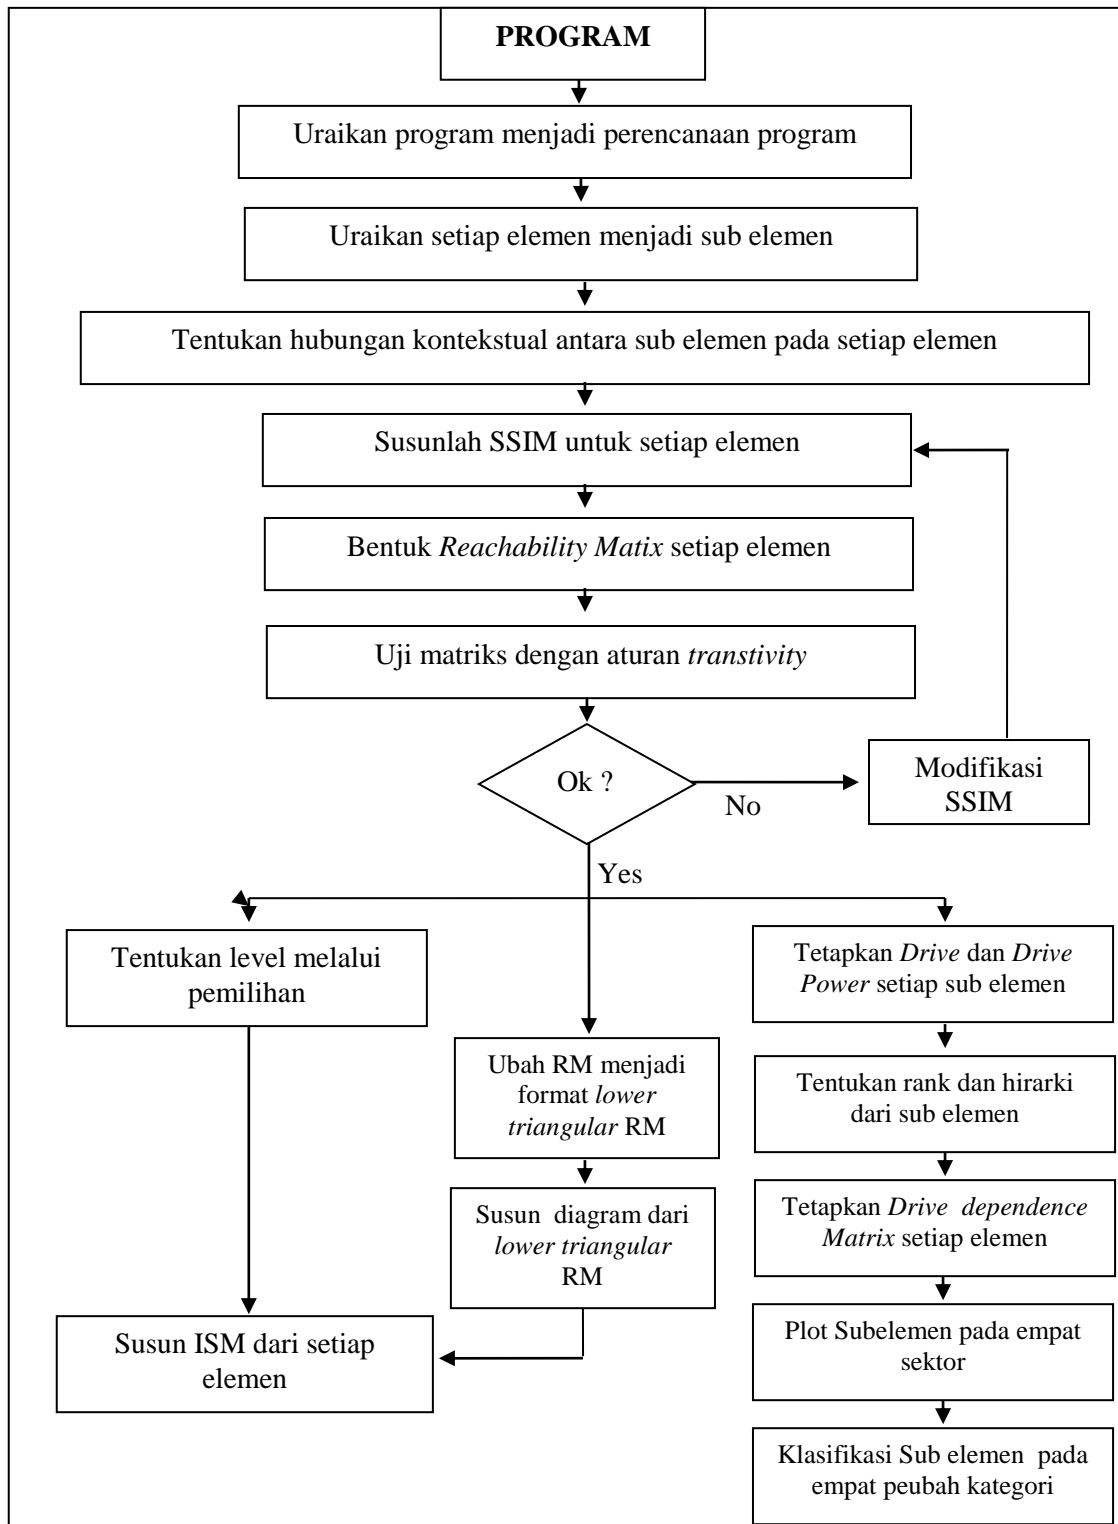 PROGRAM
Uraikan program menjadi perencanaan program
Uraikan setiap elemen menjadi sub elemen
Tentukan hubungan kontekstual antara sub elemen pada setiap elemen
Susunlah SSIM untuk setiap elemen
Bentuk Reachability Matix setiap elemen
Uji matriks dengan aturan transtivity
Ok ?
No
Modifikasi
SSIM
Yes
Tentukan level melalui
pemilihan
Susun ISM dari setiap
elemen
Ubah RM menjadi
format lower
triangular RM
Susun diagram dari
lower triangular
RM
Tetapkan Drive dan Drive
Power setiap sub elemen
Tentukan rank dan hirarki
dari sub elemen
Tetapkan Drive dependence
Matrix setiap elemen
Plot Subelemen pada empat
sektor
Klasifikasi Sub elemen pada
empat peubah kategori